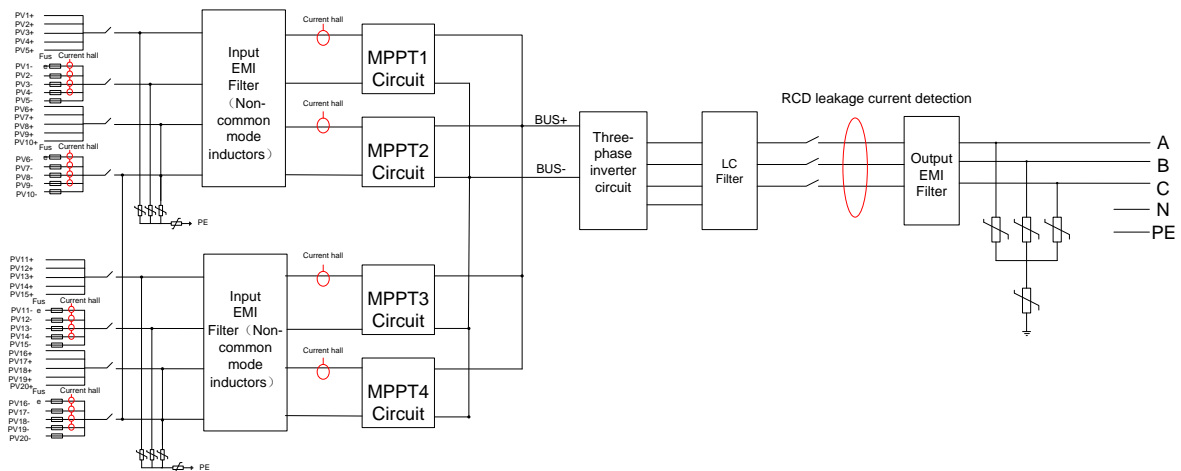 PV1+
PV2+
PV3+
PV4+
PV5+
Fus
e
Current hall
PV1-
PV2-
PV3-
PV4-
PV5-
PV6+
PV7+
PV8+
PV9+
PV10+
Current hall
PV6-
PV7-
PV8-
PV9-
PV10-
PE
Input
EMI
Filter
（Non-
common
mode
inductors）
Current hall
Current hall
MPPT1
Circuit
MPPT2
Circuit
PV11+
PV12+
PV13+
PV14+
PV15+
Fus
e
Current hall
PV11-
PV12-
PV13-
PV14-
PV15-
PV16+
PV17+
PV18+
PV19+
PV20+
Fus
e
Current hall
PV16-
PV17-
PV18-
PV19-
PV20-
PE
Input
EMI
Filter（Non-
common
mode
inductors）
Current hall
Current hall
MPPT3
Circuit
MPPT4
Circuit
BUS+
BUS-
Three-
phase
inverter
circuit
LC
Filter
RCD leakage current detection
Output
EMI
Filter
A
B
C
N
PE